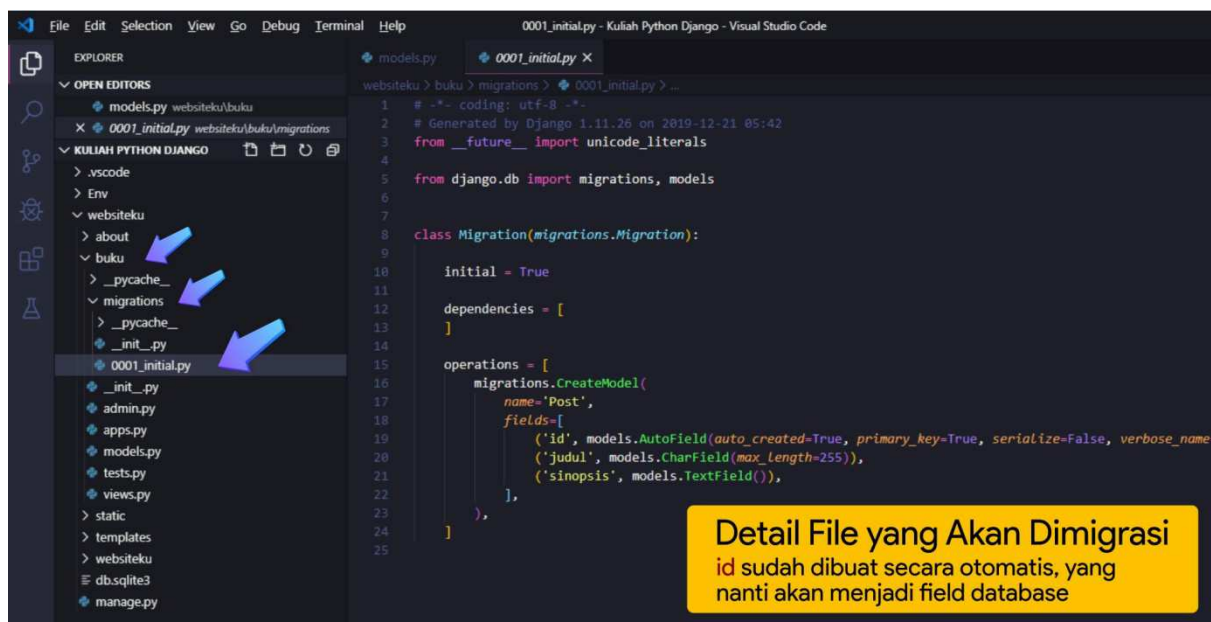 File Edit Selection View Go Debug Terminal Help
0001_initial.py - Kuliah Python Django - Visual Studio Code
EXPLORER
OPEN EDITORS
models.py websiteku\buku
0001_initial.py websiteku\buku\migrations
KULIAH PYTHON DJANGO
.vscode
Env
websiteku
about
buku
__pycache__
migrations
__pycache__
__init__.py
0001_initial.py
__init__.py
admin.py
apps.py
models.py
tests.py
views.py
static
templates
websiteku
db.sqlite3
manage.py
models.py
0001_initial.py
websiteku > buku > migrations > 0001_initial.py > ...
1 # -*- coding: utf-8 -*-
2 # Generated by Django 1.11.26 on 2019-12-21 05:42
3 from __future__ import unicode_literals
4
5 from django.db import migrations, models
6
7
8 class Migration(migrations.Migration):
9
10 initial = True
11
12 dependencies = [
13 ]
14
15 operations = [
16 migrations.CreateModel(
17 name='Post',
18 fields=[
19 ('id', models.AutoField(auto_created=True, primary_key=True, serialize=False, verbose_name
20 ('judul', models.CharField(max_length=255)),
21 ('sinopsis', models.TextField()),
22 ],
23 ),
24 ]
25
Detail File yang Akan Dimigrasi
id sudah dibuat secara otomatis, yang
nanti akan menjadi field database